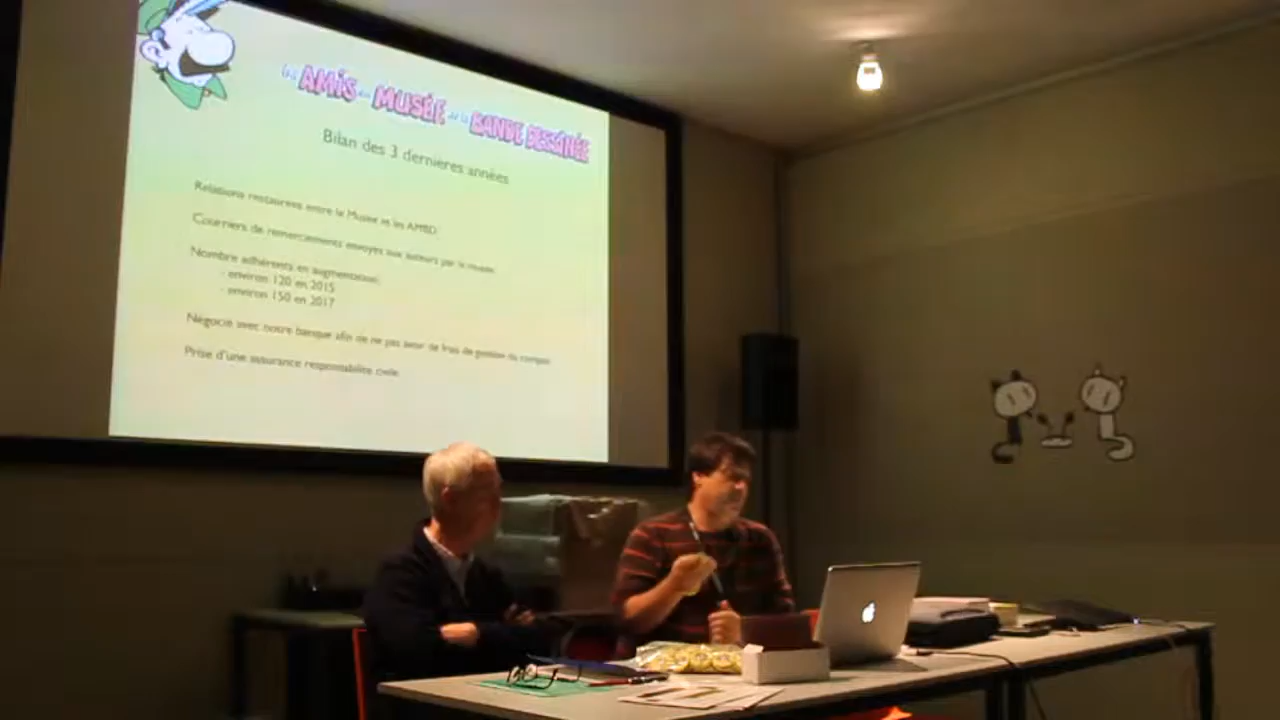 les AMIS du MUSÉE de la BANDE DESSINÉE
Bilan des 3 dernières années
Relations restaurées entre le Musée et les AMBD
Courriers de remerciements envoyés aux auteurs par le musée
Nombre adhérents en augmentation:
- environ 120 en 2015
- environ 150 en 2017
Négocié avec notre banque afin de ne pas avoir de frais de gestion du compte
Prise d'une assurance responsabilité civile